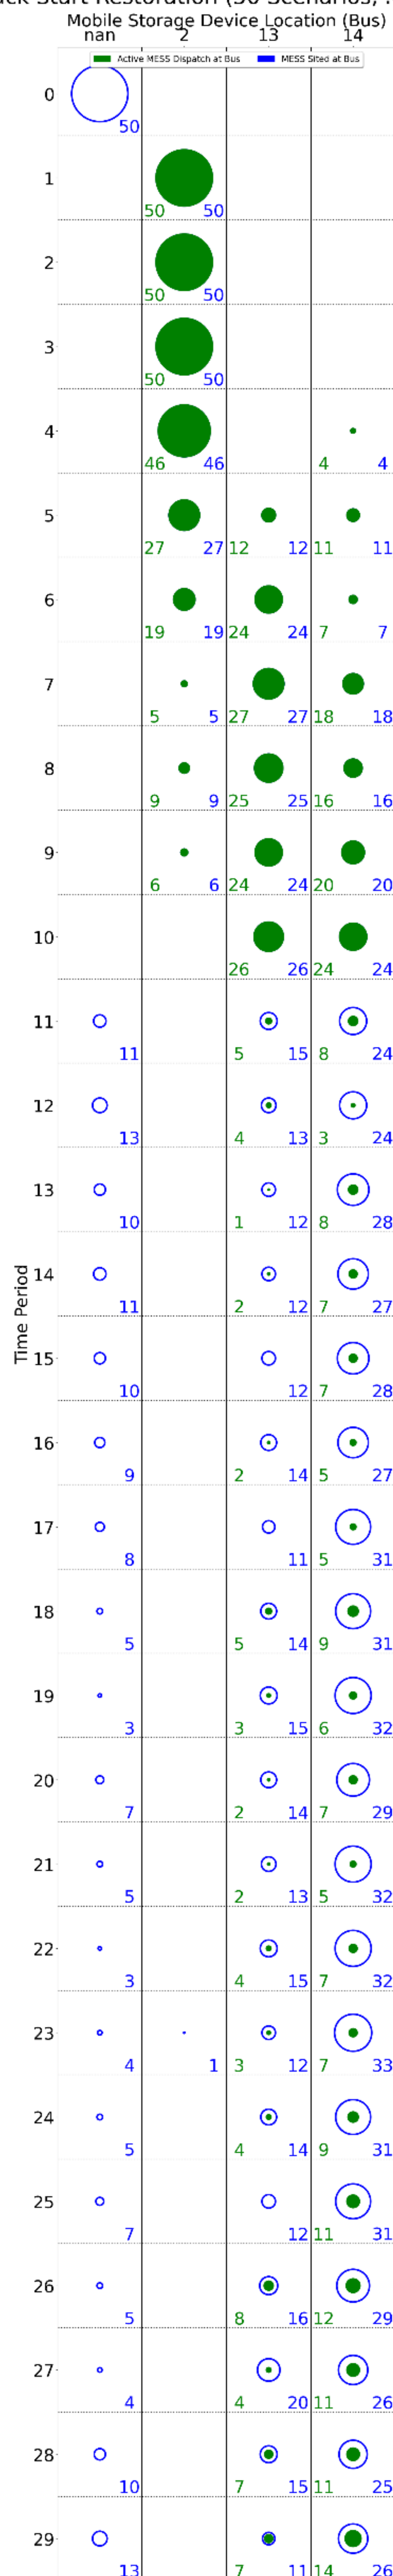 Start Restoration (50 Scenarios,
Mobile Storage Device Location (Bus)
nan 2 13 14
Active MESS Dispatch at Bus MESS Sited at Bus
0 50
1 50 50
2 50 50
3 50 50
4 46 46 4 4
5 27 27 12 12 11 11
6 19 19 24 24 7 7
7 5 5 27 27 18 18
8 9 9 25 25 16 16
9 6 6 24 24 20 20
10 26 26 24 24
11 11 5 15 8 24
12 13 4 13 3 24
13 10 1 12 8 28
14 11 2 12 7 27
Time Period
15 10 12 7 28
16 9 2 14 5 27
17 8 11 5 31
18 5 5 14 9 31
19 3 3 15 6 32
20 7 2 14 7 29
21 5 2 13 5 32
22 3 4 15 7 32
23 4 1 3 12 7 33
24 5 4 14 9 31
25 7 12 11 31
26 5 8 16 12 29
27 4 4 20 11 26
28 10 7 15 11 25
29 13 7 11 14 26